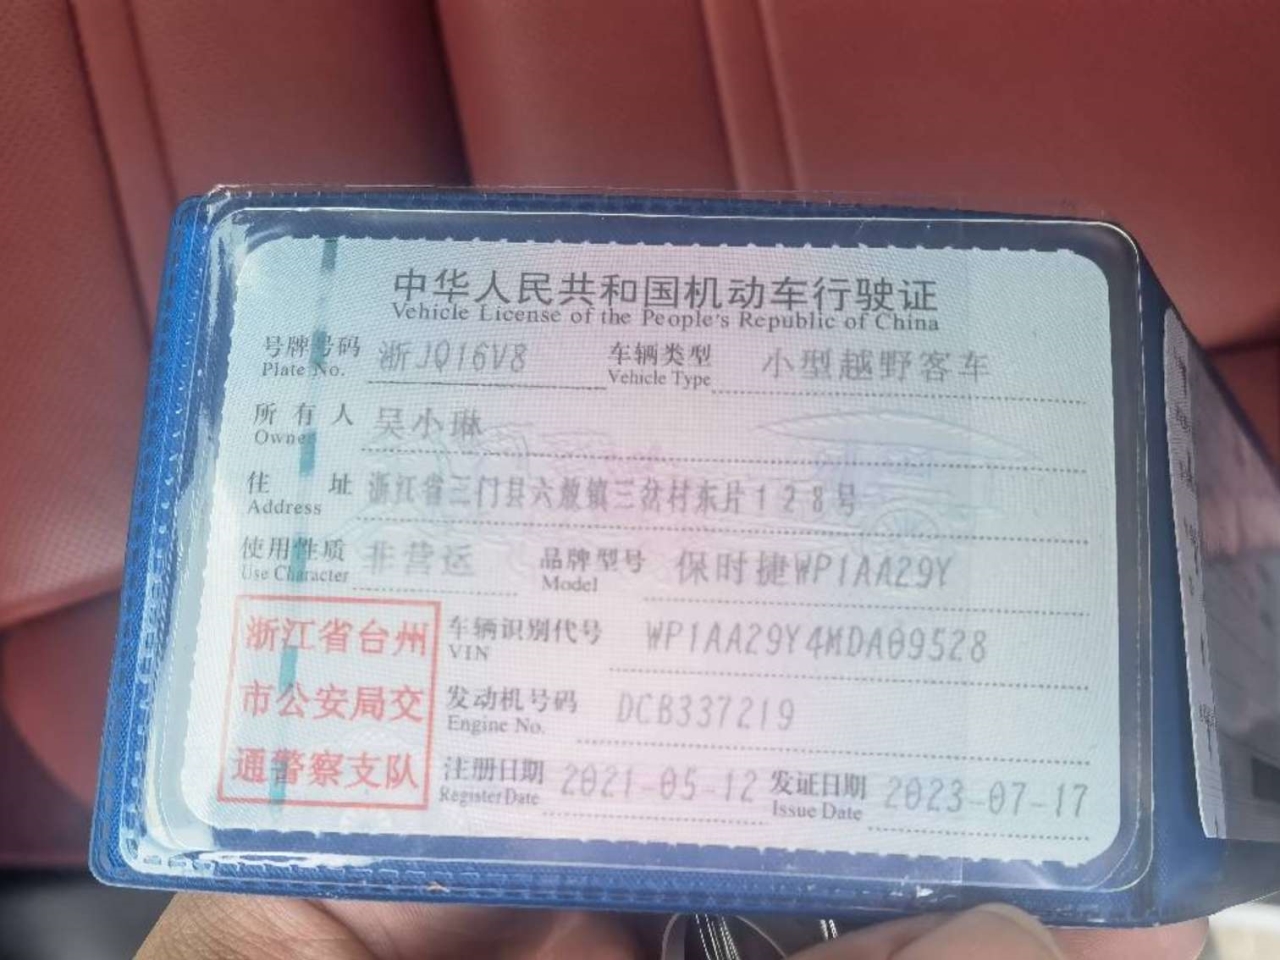 中华人民共和国机动车行驶证
Vehicle License of the People's Republic of China
号牌号码 浙JQ16V8 车辆类型 小型越野客车
Plate No. Vehicle Type
所有人 吴小琳
Owner
住址 浙江省三门县六敖镇三岔村东片128号
Address
使用性质 非营运 品牌型号 保时捷WP1AA29Y
Use Character Model
浙江省台州
市公安局交
通警察支队
车辆识别代号 WP1AA29Y4MDA09528
VIN
发动机号码 DCB337219
Engine No.
注册日期 2021-05-12 发证日期 2023-07-17
Register Date Issue Date